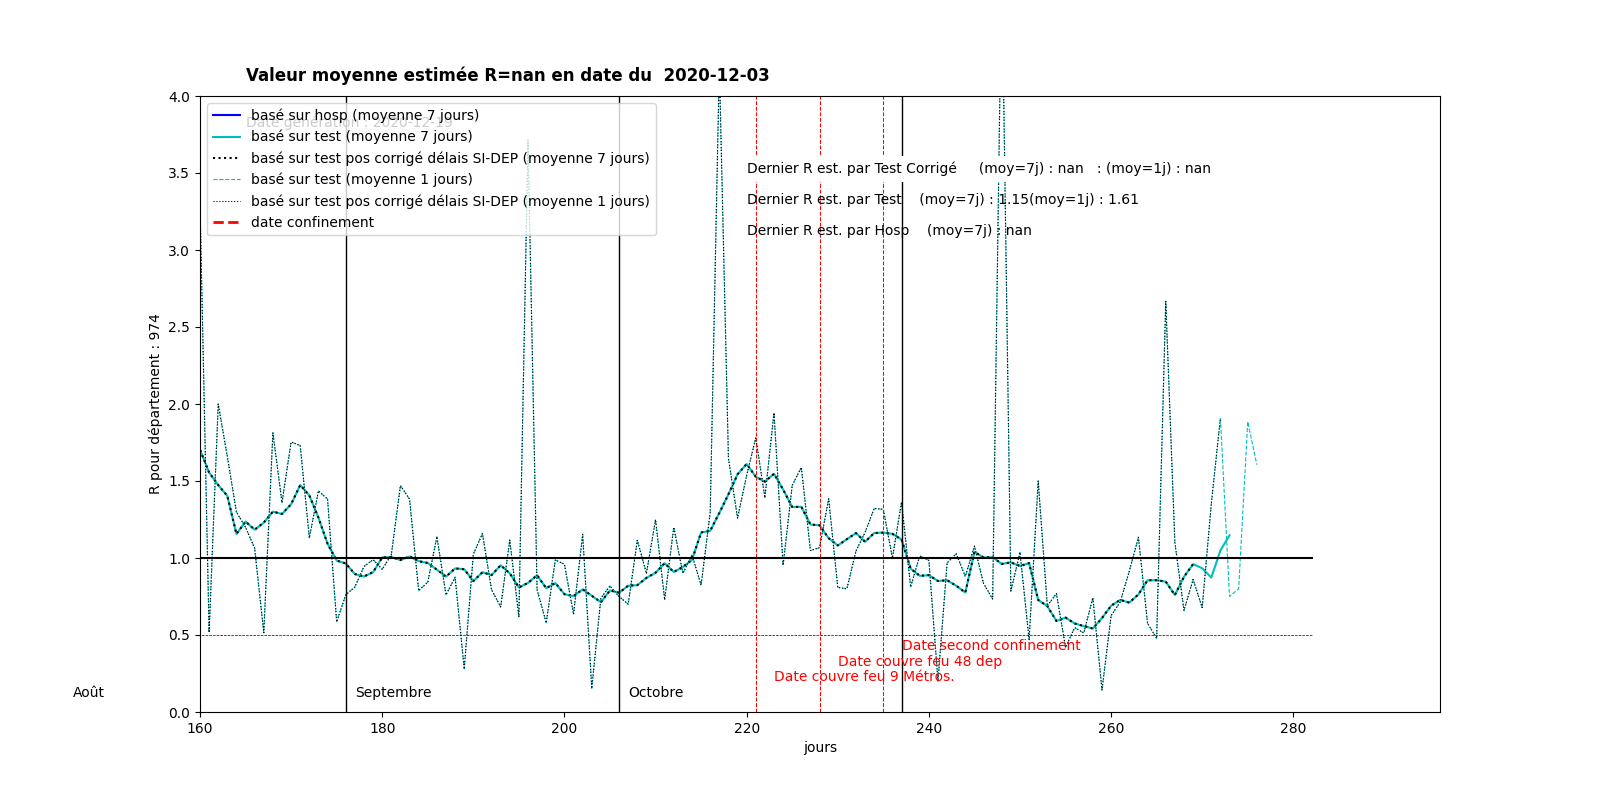 Valeur moyenne estimée R=nan en date du  2020-12-03
4.0
3.5
3.0
2.5
2.0
1.5
1.0
0.5
0.0
R pour département : 974
basé sur hosp (moyenne 7 jours)
Date génération : 2020-12-19
basé sur test (moyenne 7 jours)
basé sur test pos corrigé délais SI-DEP (moyenne 7 jours)
basé sur test (moyenne 1 jours)
basé sur test pos corrigé délais SI-DEP (moyenne 1 jours)
date confinement
Dernier R est. par Test Corrigé     (moy=7j) : nan   : (moy=1j) : nan
Dernier R est. par Test    (moy=7j) : 1.15(moy=1j) : 1.61
Dernier R est. par Hosp    (moy=7j) : nan
Date second confinement
Date couvre feu 48 dep
Date couvre feu 9 Métros.
Août
Septembre
Octobre
160 180 200 220 240 260 280
jours